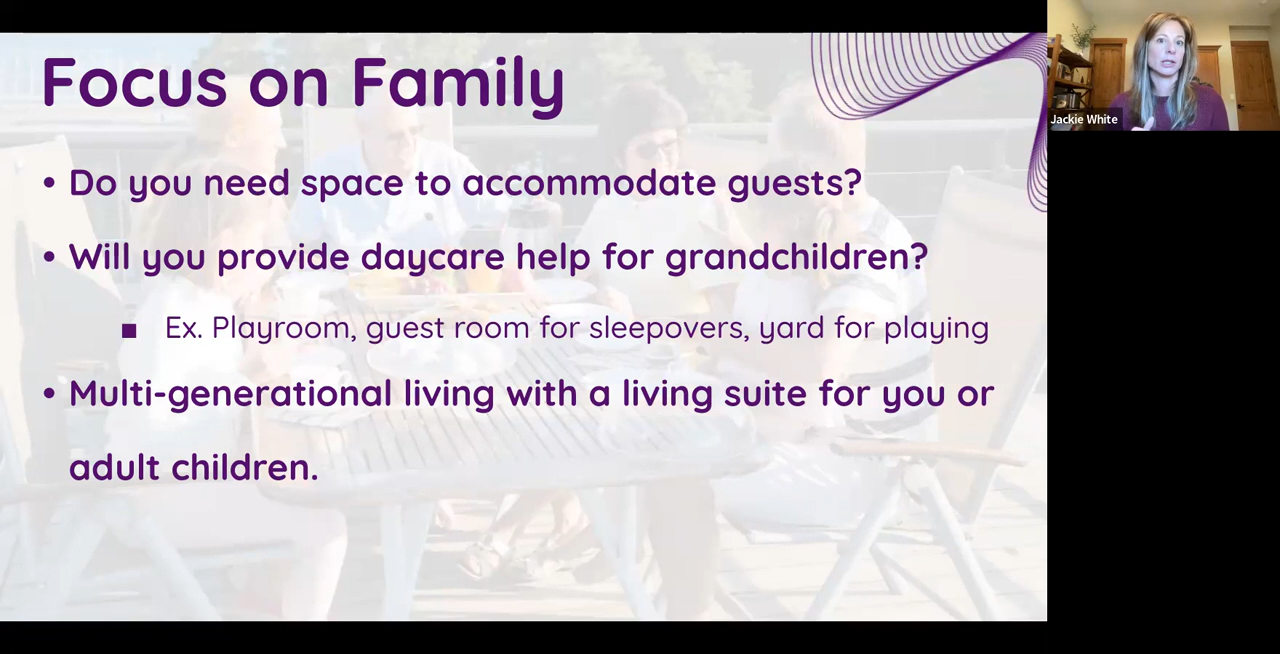 Focus on Family
• Do you need space to accommodate guests?
• Will you provide daycare help for grandchildren?
■ Ex. Playroom, guest room for sleepovers, yard for playing
• Multi-generational living with a living suite for you or
adult children.
Jackie White